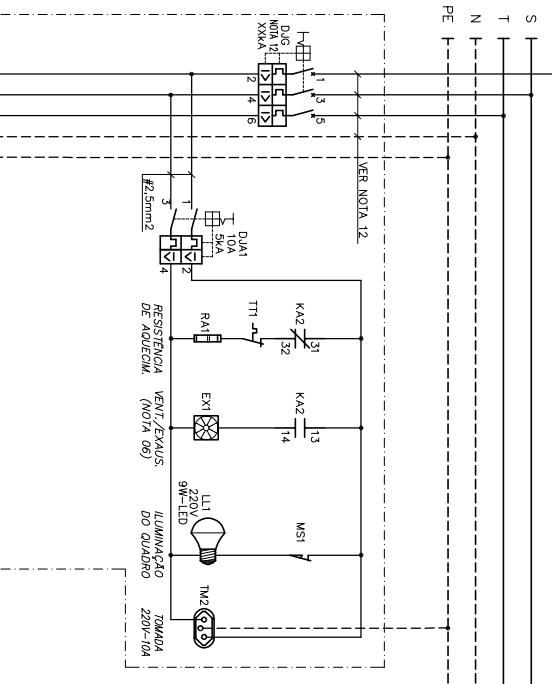 PE
N
T
S
DJG
NOTA 12
XXkA
1
3
5
2
4
6
VER NOTA 12
#2,5mm2
3
1
DJA1
10A
5kA
4
2
RESISTÊNCIA
DE AQUECIM.
RA1
TT1
KA2
32
31
VENT./EXAUS.
(NOTA 06)
EX1
KA2
14
13
ILUMINAÇÃO
DO QUADRO
LL1
220V
9W-LED
MS1
TOMADA
220V-10A
TM2